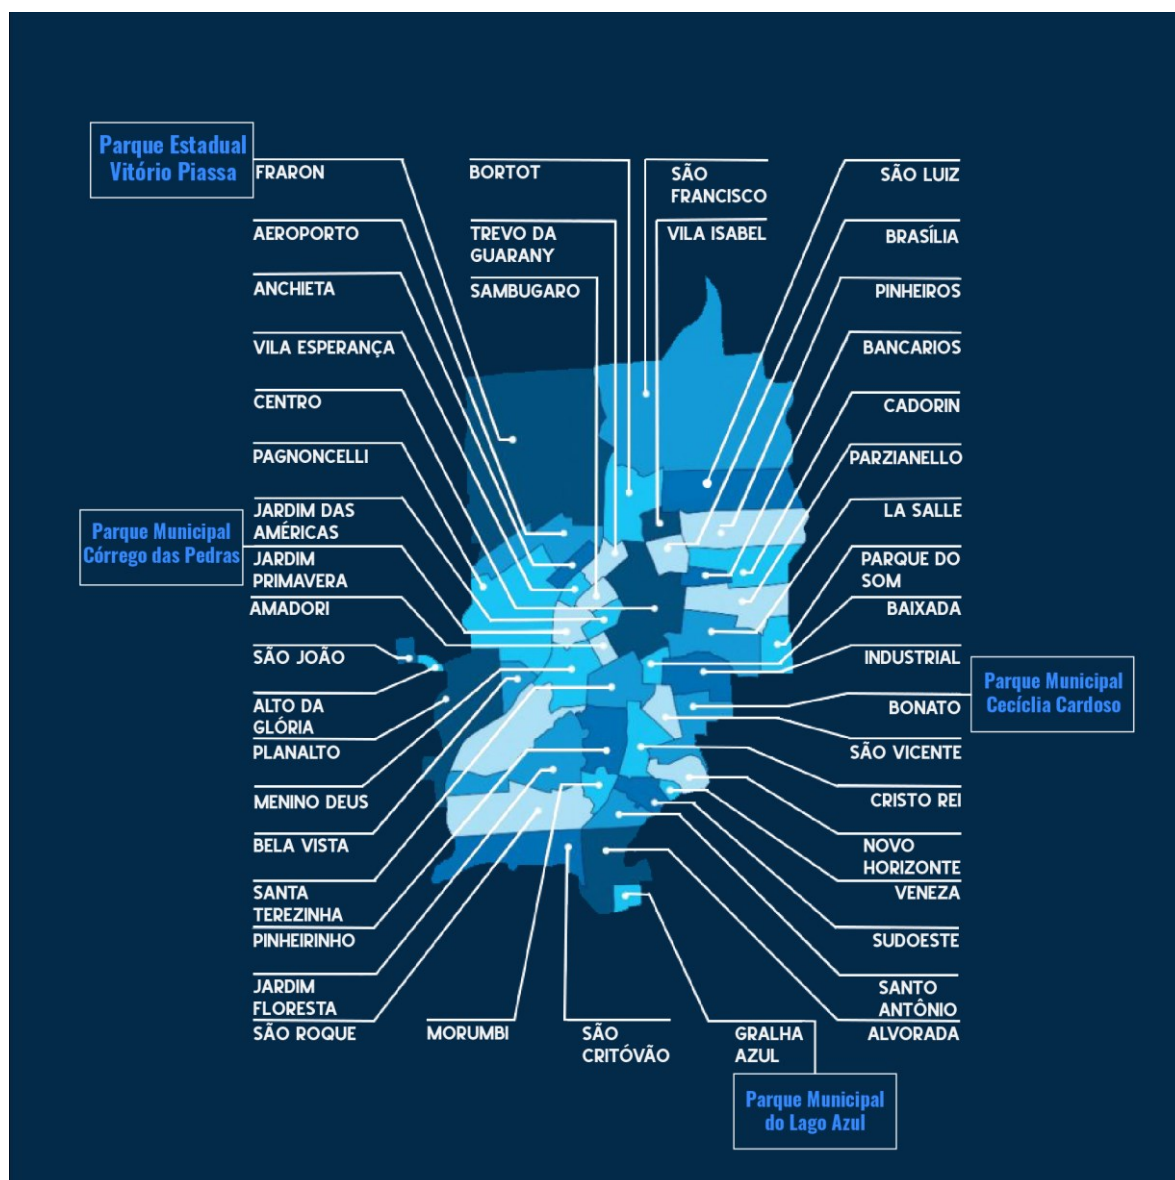 Parque Estadual
Vitório Piassa
FRARON
AEROPORTO
ANCHIETA
VILA ESPERANÇA
CENTRO
PAGNONCELLI
JARDIM DAS
AMÉRICAS
Parque Municipal
Córrego das Pedras
JARDIM
PRIMAVERA
AMADORI
SÃO JOÃO
ALTO DA
GLÓRIA
PLANALTO
MENINO DEUS
BELA VISTA
SANTA
TEREZINHA
PINHEIRINHO
JARDIM
FLORESTA
SÃO ROQUE
BORTOT
TREVO DA
GUARANY
SAMBUGARO
SÃO
FRANCISCO
VILA ISABEL
SÃO LUIZ
BRASÍLIA
PINHEIROS
BANCARIOS
CADORIN
PARZIANELLO
LA SALLE
PARQUE DO
SOM
BAIXADA
INDUSTRIAL
Parque Municipal
Cecíclia Cardoso
BONATO
SÃO VICENTE
CRISTO REI
NOVO
HORIZONTE
VENEZA
SUDOESTE
SANTO
ANTÔNIO
ALVORADA
MORUMBI
SÃO
CRITÓVÃO
GRALHA
AZUL
Parque Municipal
do Lago Azul